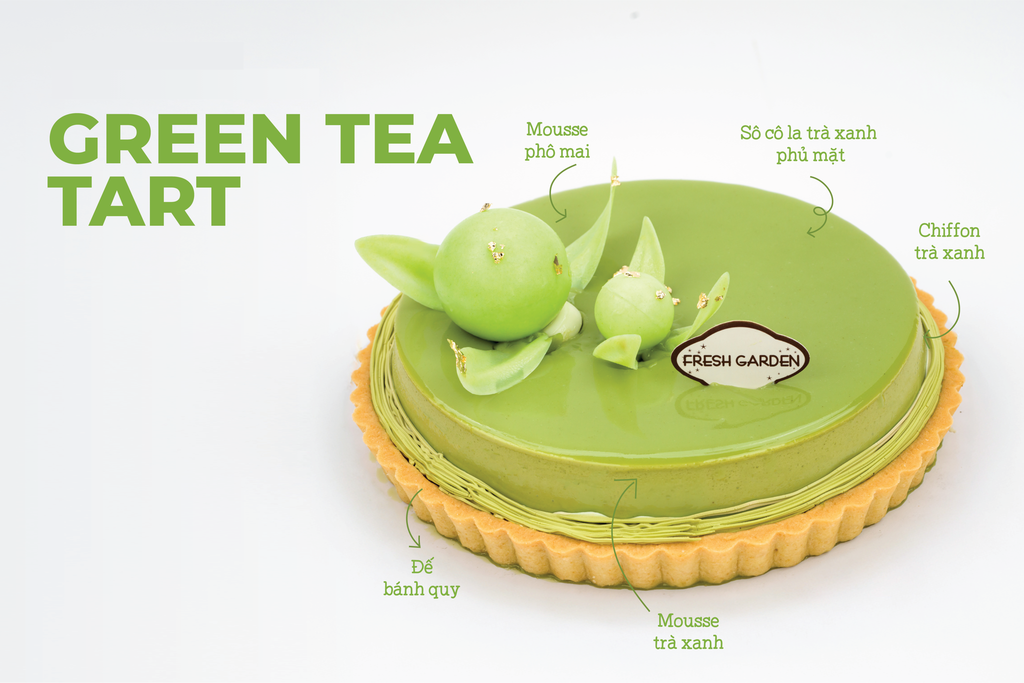 GREEN TEA
TART
Mousse
phô mai
Sô cô la trà xanh
phủ mặt
Chiffon
trà xanh
FRESH GARDEN
Đế
bánh quy
Mousse
trà xanh